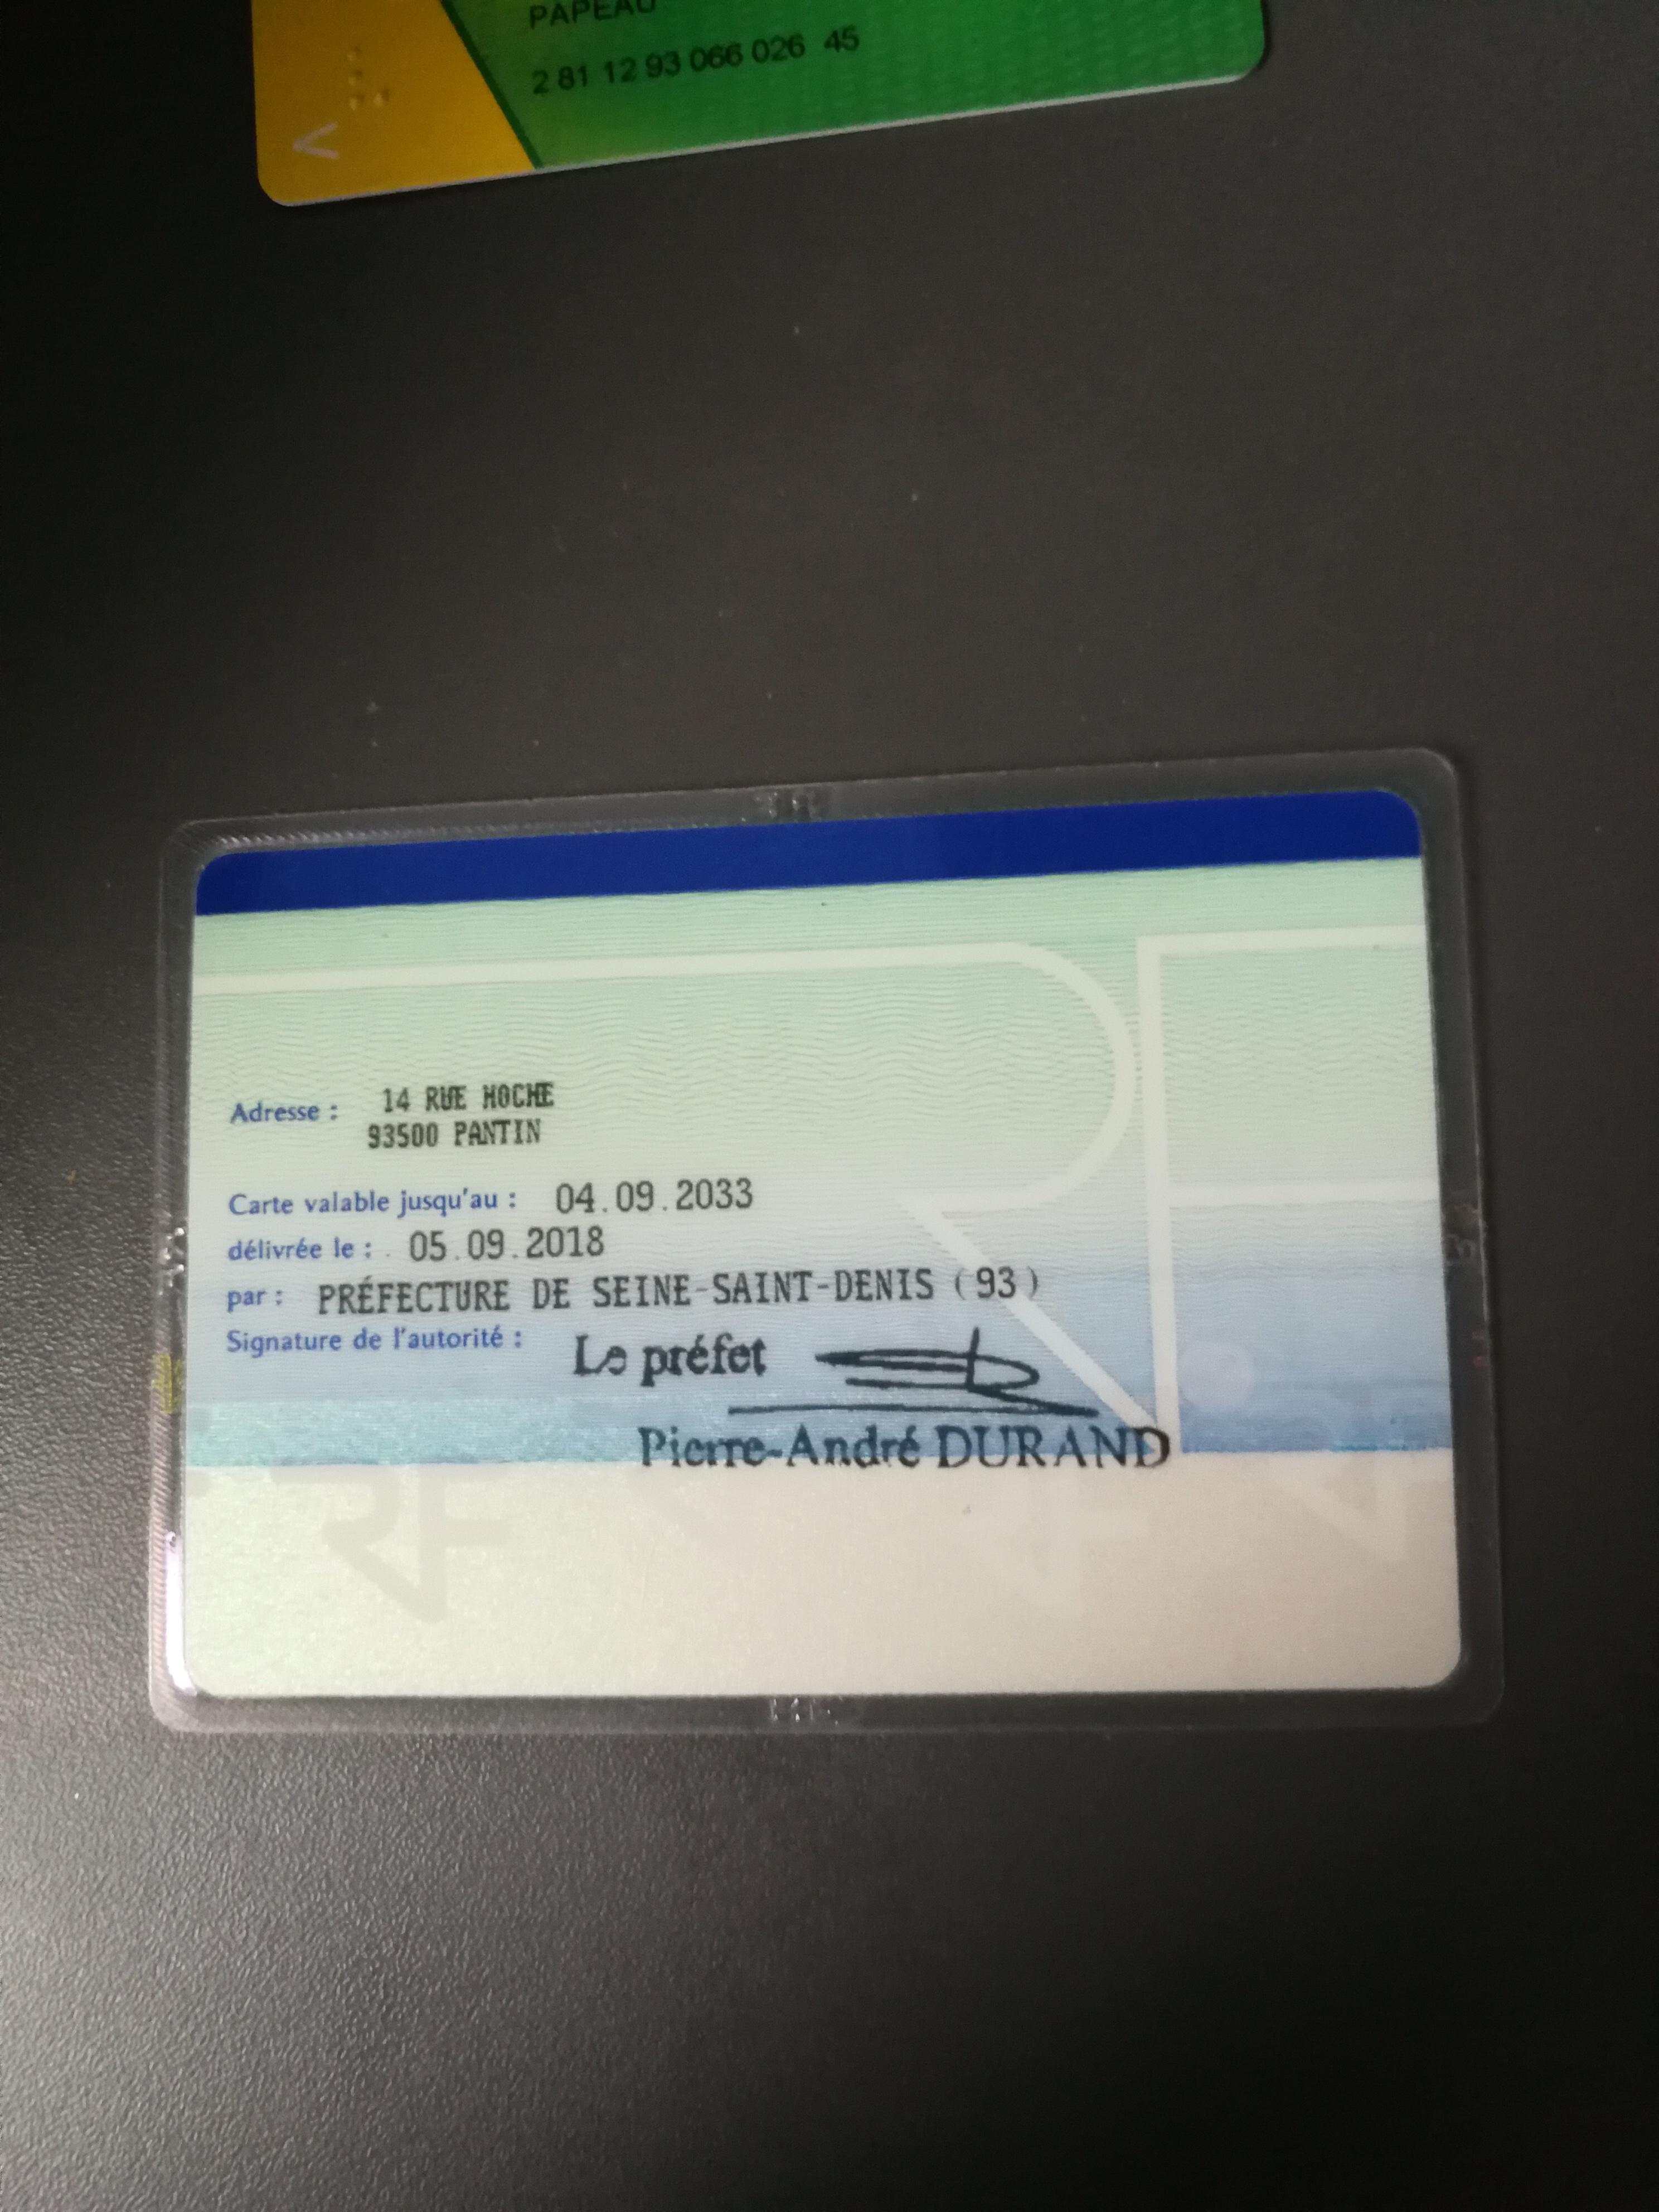 PAPEAU
2 81 12 93 066 026 45
Adresse : 14 RUE HOCHE
93500 PANTIN
Carte valable jusqu'au : 04.09.2033
délivrée le : 05.09.2018
par : PRÉFECTURE DE SEINE-SAINT-DENIS (93)
Signature de l'autorité : Le préfet
Pierre-André DURAND